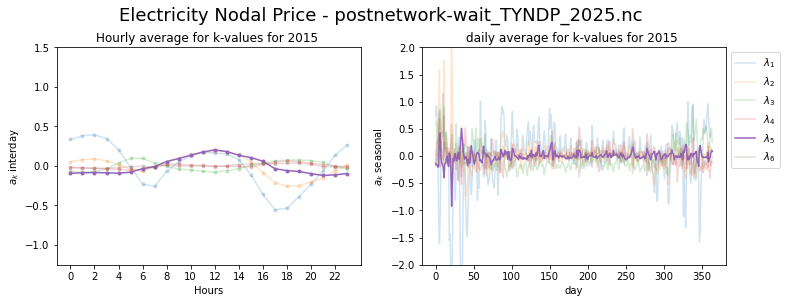 Electricity Nodal Price - postnetwork-wait_TYNDP_2025.nc
Hourly average for k-values for 2015
1.5
1.0
0.5
0.0
−0.5
−1.0
a_k interday
0 2 4 6 8 10 12 14 16 18 20 22
Hours
daily average for k-values for 2015
2.0
1.5
1.0
0.5
0.0
−0.5
−1.0
−1.5
−2.0
a_k seasonal
0 50 100 150 200 250 300 350
day
λ₁
λ₂
λ₃
λ₄
λ₅
λ₆